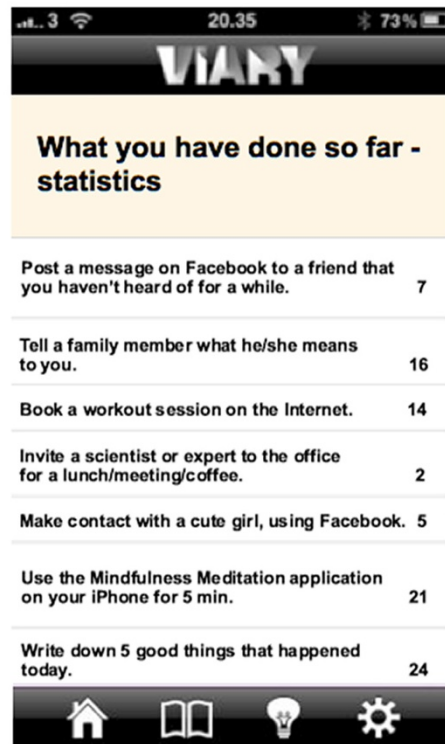 3 20.35 73%
VIARY
What you have done so far -
statistics
Post a message on Facebook to a friend that
you haven't heard of for a while. 7
Tell a family member what he/she means
to you. 16
Book a workout session on the Internet. 14
Invite a scientist or expert to the office
for a lunch/meeting/coffee. 2
Make contact with a cute girl, using Facebook. 5
Use the Mindfulness Meditation application
on your iPhone for 5 min. 21
Write down 5 good things that happened
today. 24